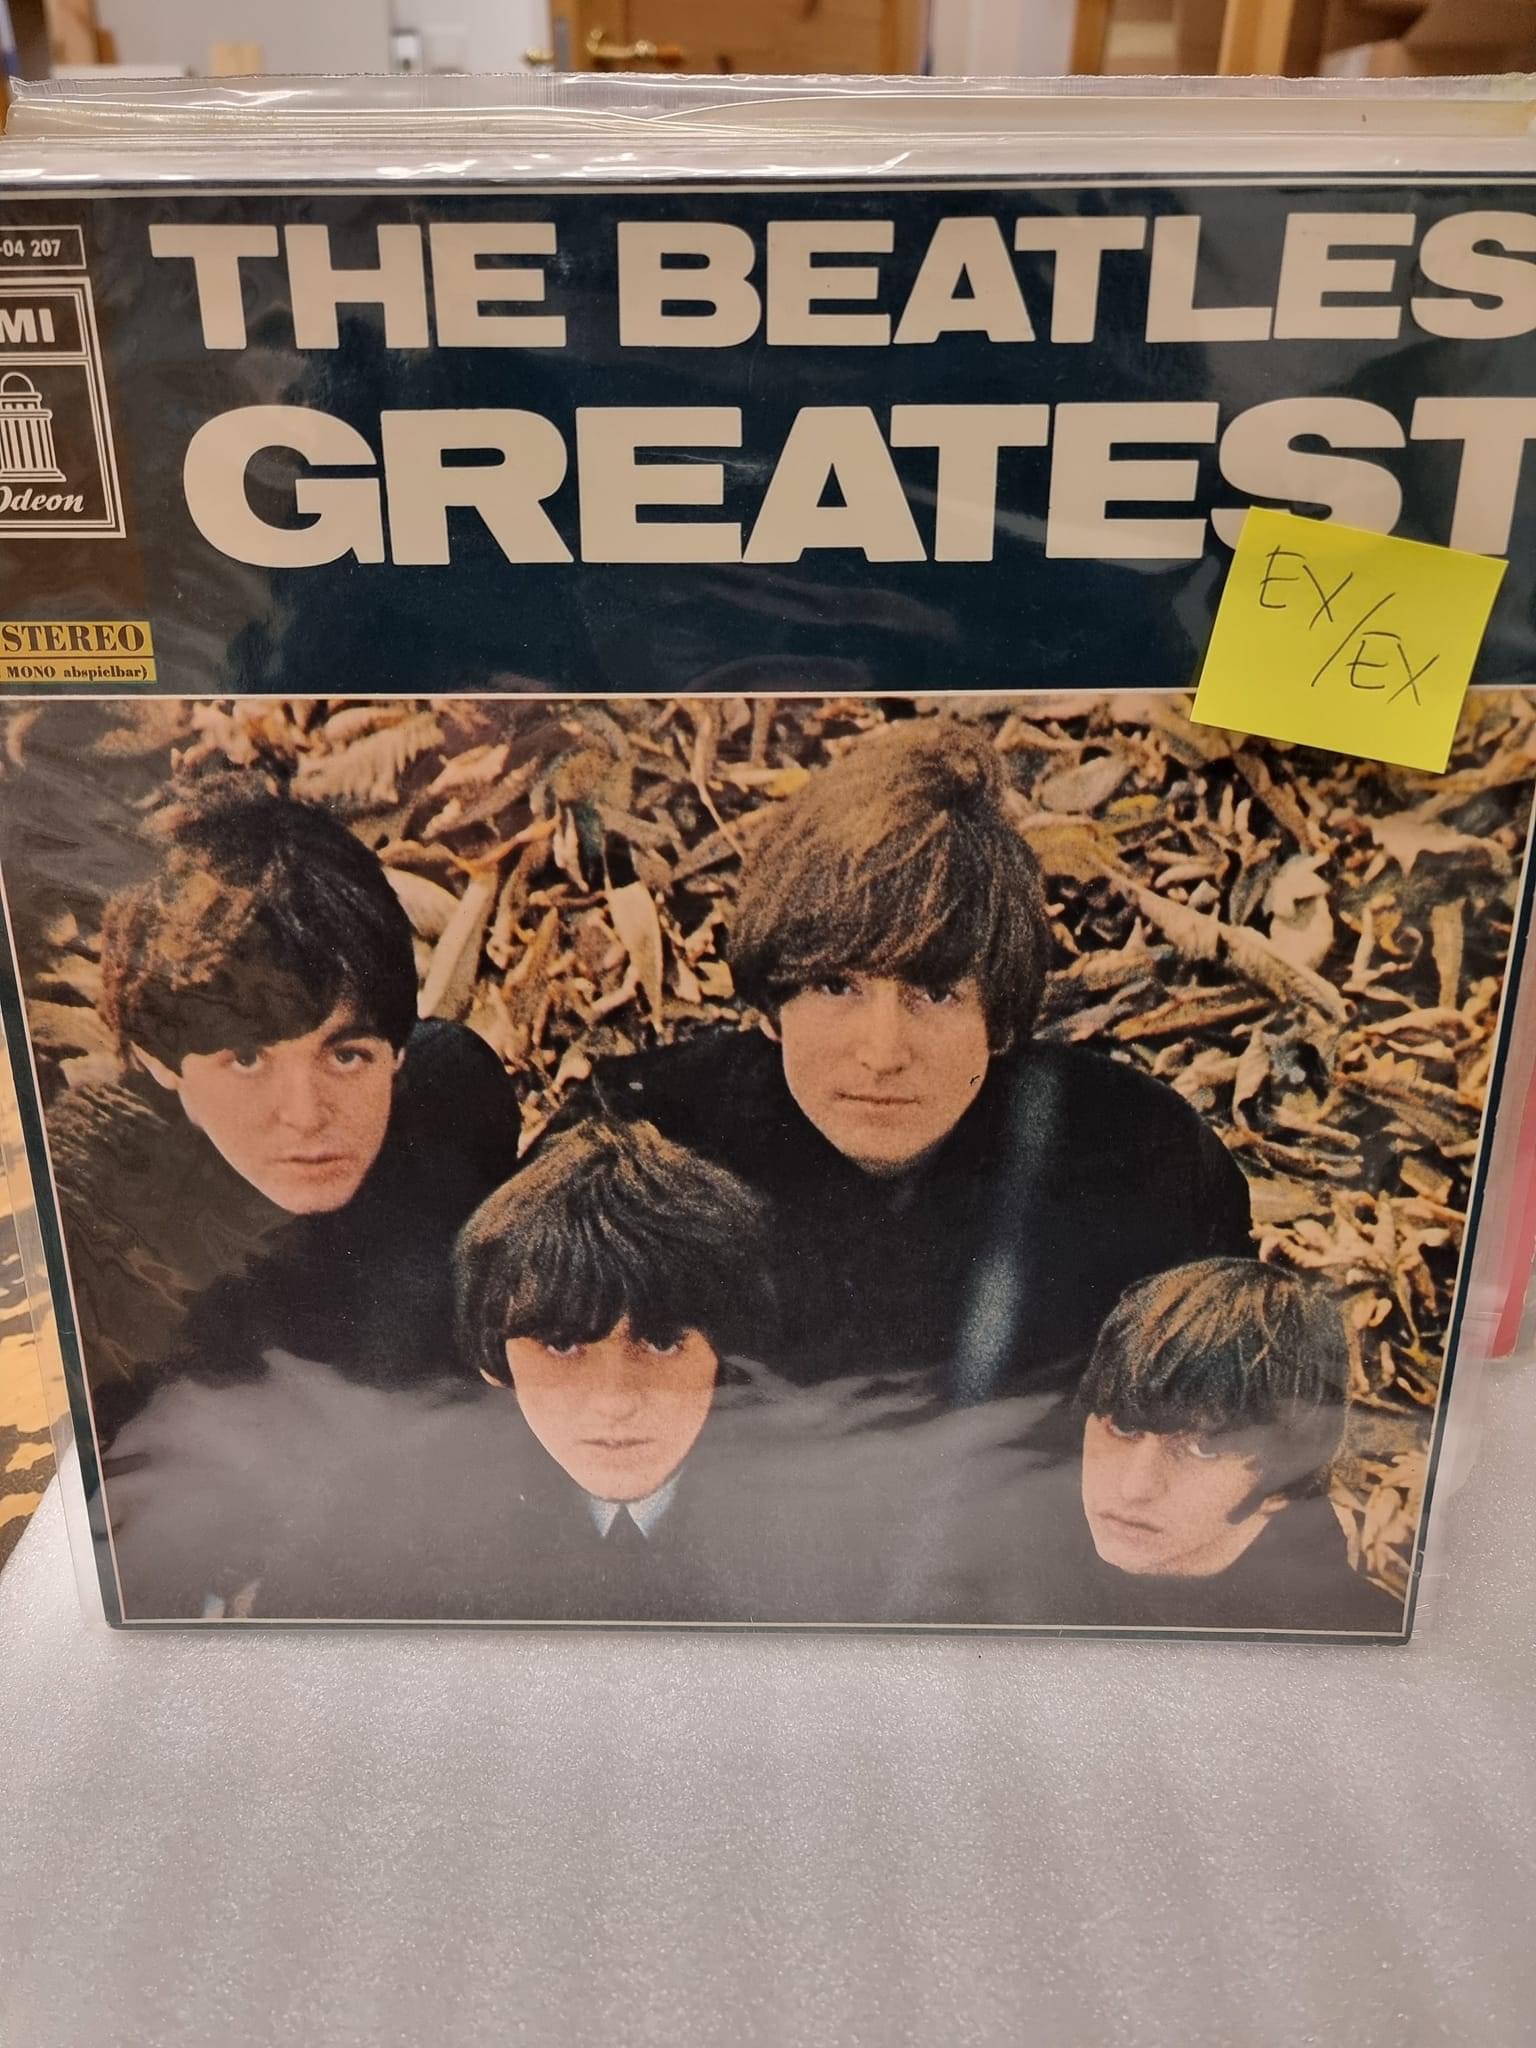 THE BEATLES
GREATEST
-04 207
MI
Odeon
STEREO
MONO abspielbar)
EX/EX